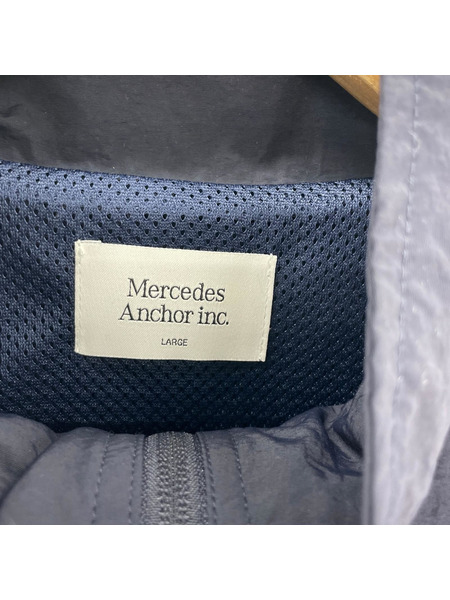 Mercedes
Anchor inc.
LARGE